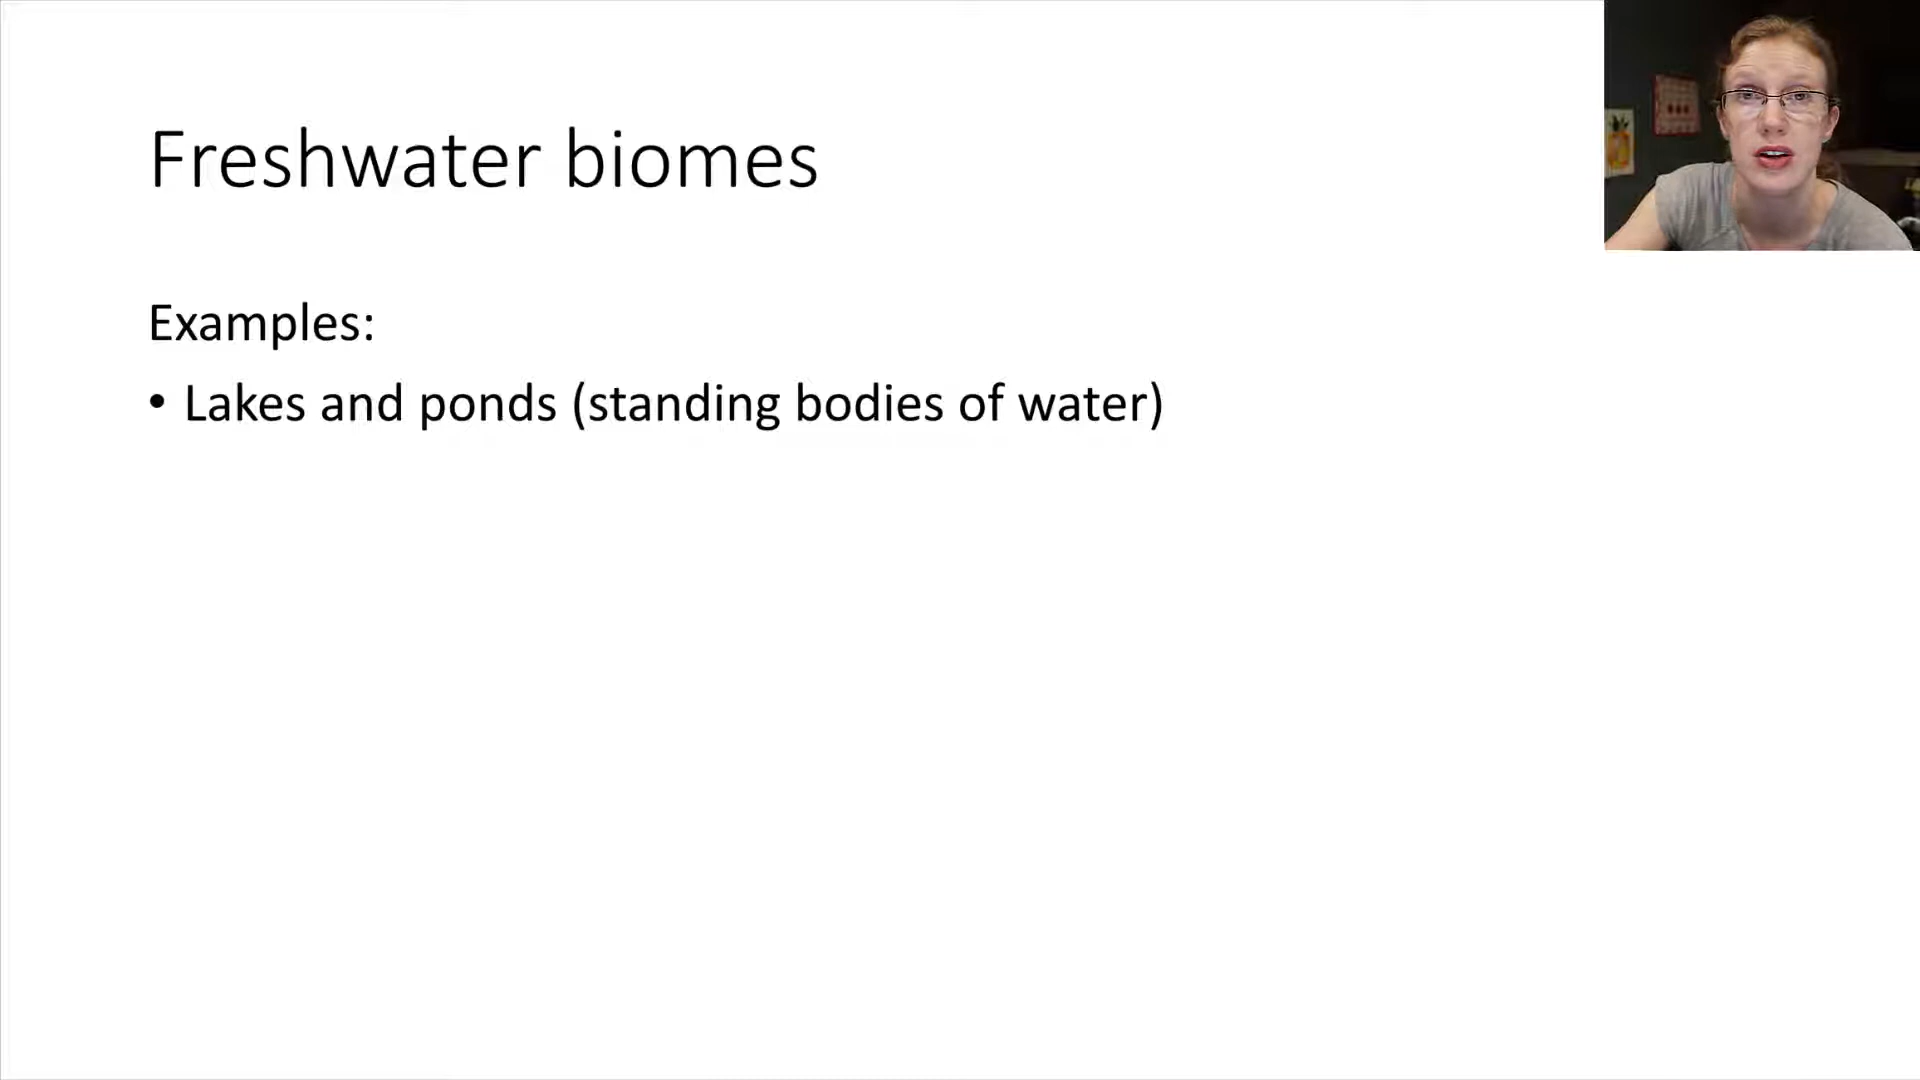 Freshwater biomes
Examples:
• Lakes and ponds (standing bodies of water)